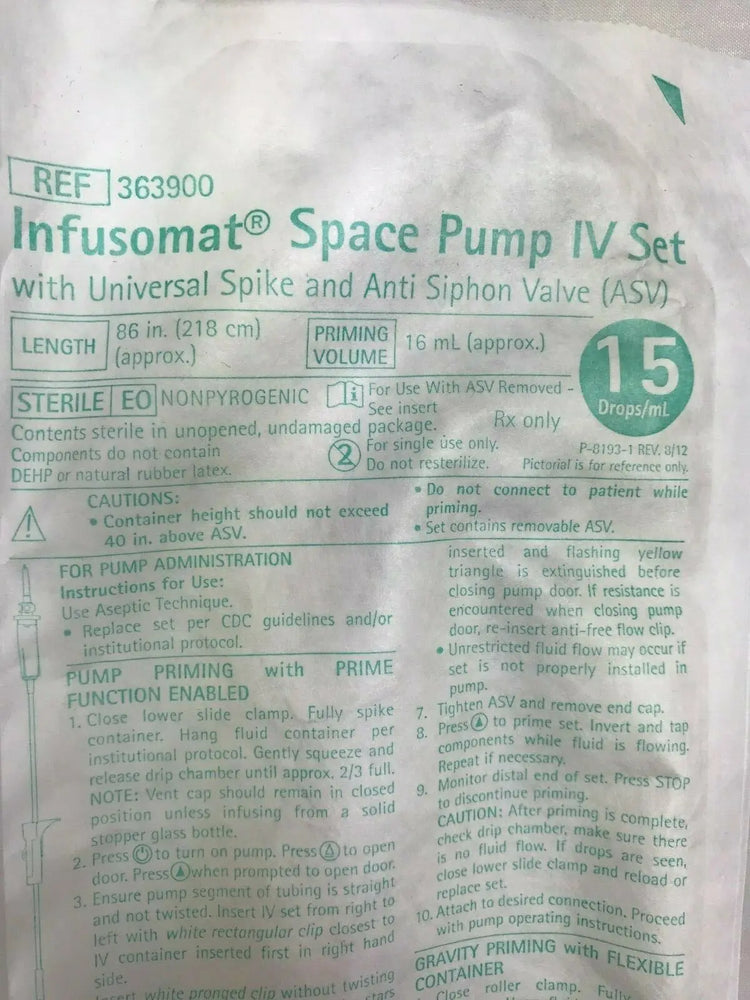 REF 363900
Infusomat® Space Pump IV Set
with Universal Spike and Anti Siphon Valve (ASV)
LENGTH 86 in. (218 cm)
(approx.)
PRIMING
VOLUME
16 mL (approx.)
15
Drops/mL
STERILE EO NONPYROGENIC
For Use With ASV Removed -
See insert
Rx only
Contents sterile in unopened, undamaged package.
Components do not contain
DEHP or natural rubber latex.
2
For single use only.
Do not resterilize.
P-8193-1 REV. 8/12
Pictorial is for reference only.
CAUTIONS:
• Container height should not exceed
40 in. above ASV.
• Do not connect to patient while
priming.
• Set contains removable ASV.
FOR PUMP ADMINISTRATION
Instructions for Use:
Use Aseptic Technique.
• Replace set per CDC guidelines and/or
institutional protocol.
PUMP PRIMING with PRIME
FUNCTION ENABLED
1. Close lower slide clamp. Fully spike
container. Hang fluid container per
institutional protocol. Gently squeeze and
release drip chamber until approx. 2/3 full.
NOTE: Vent cap should remain in closed
position unless infusing from a solid
stopper glass bottle.
2. Press to turn on pump. Press to open
door. Press when prompted to open door.
3. Ensure pump segment of tubing is straight
and not twisted. Insert IV set from right to
left with white rectangular clip closest to
IV container inserted first in right hand
side.
Insert white pronged clip without twisting
inserted and flashing yellow
triangle is extinguished before
closing pump door. If resistance is
encountered when closing pump
door, re-insert anti-free flow clip.
• Unrestricted fluid flow may occur if
set is not properly installed in
pump.
7. Tighten ASV and remove end cap.
8. Press to prime set. Invert and tap
components while fluid is flowing.
Repeat if necessary.
9. Monitor distal end of set. Press STOP
to discontinue priming.
CAUTION: After priming is complete,
check drip chamber, make sure there
is no fluid flow. If drops are seen,
close lower slide clamp and reload or
replace set.
10. Attach to desired connection. Proceed
with pump operating instructions.
GRAVITY PRIMING with FLEXIBLE
CONTAINER
Close roller clamp. Fully